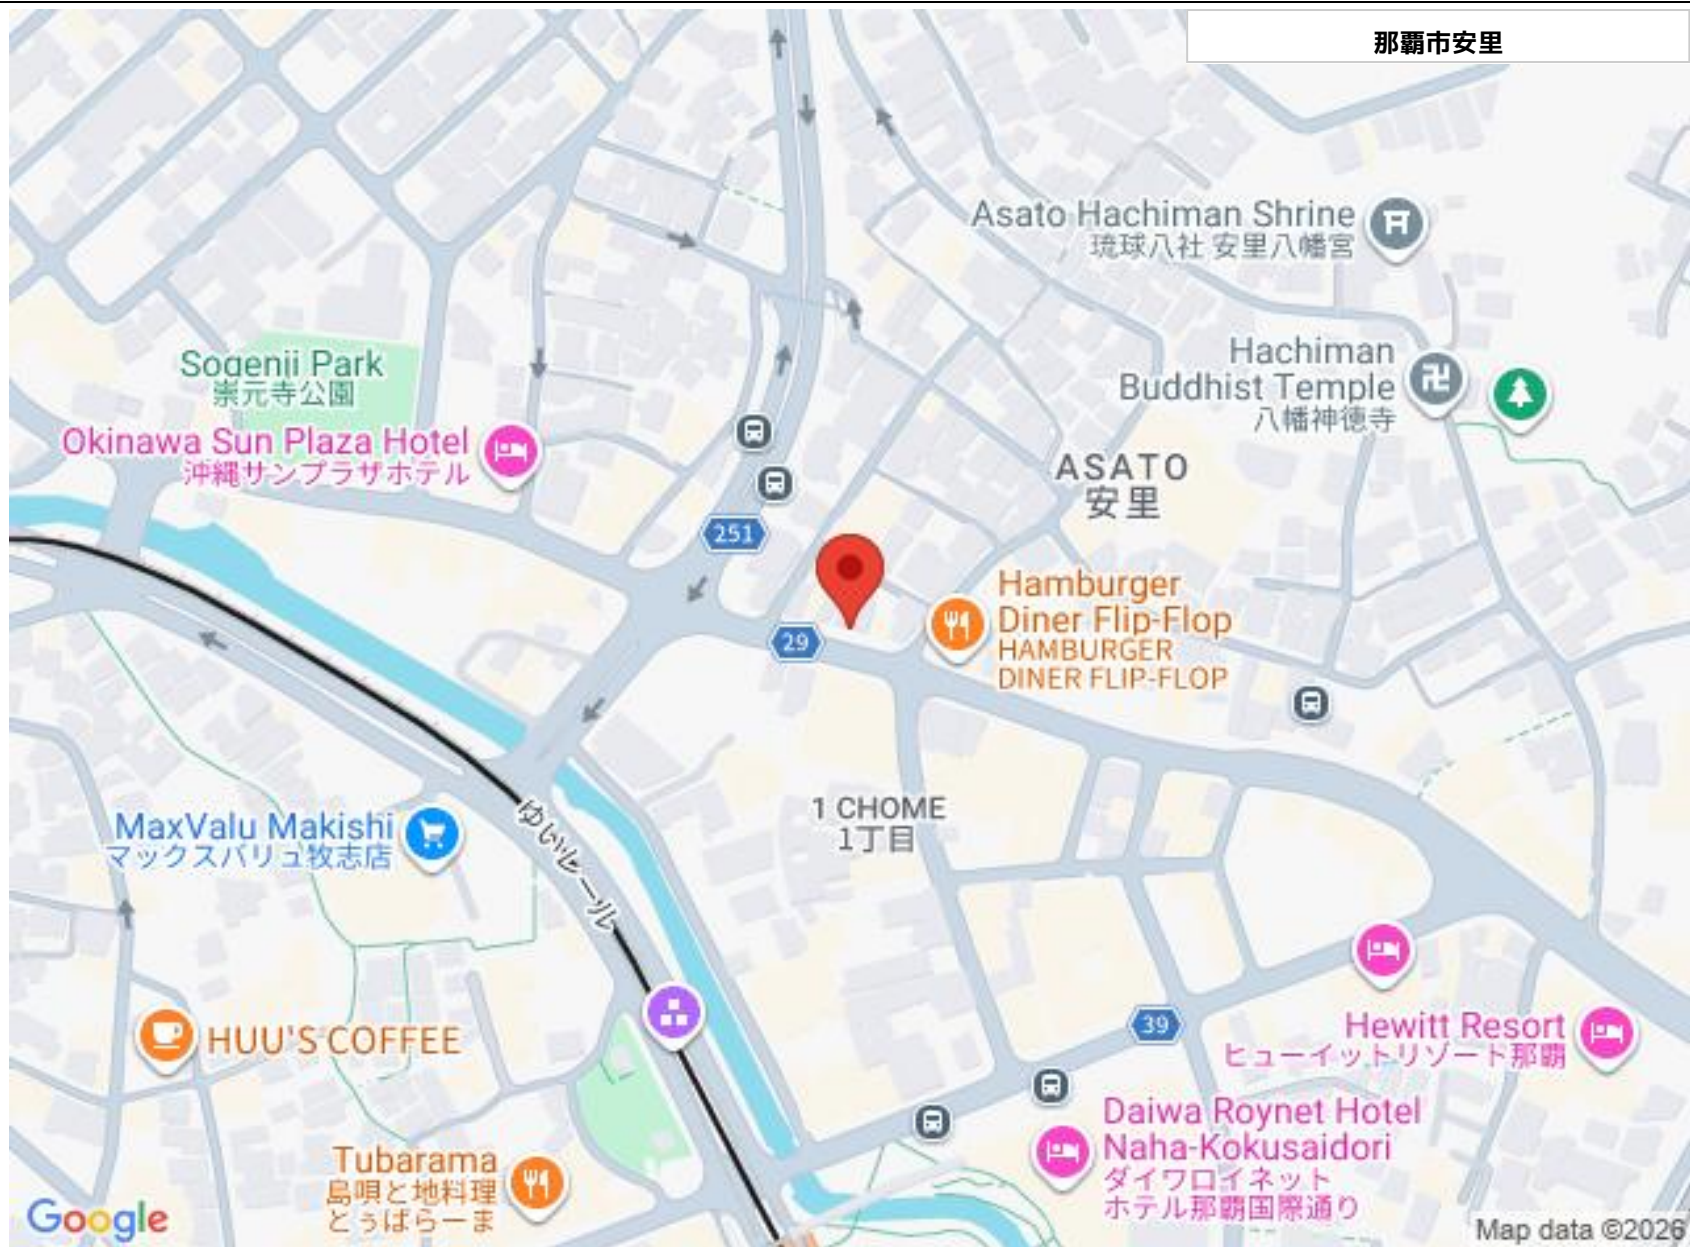 那覇市安里
Asato Hachiman Shrine
琉球八社 安里八幡宮
Hachiman
Buddhist Temple
八幡神徳寺
卍
Sogenji Park
崇元寺公園
Okinawa Sun Plaza Hotel
沖縄サンプラザホテル
ASATO
安里
251
29
Hamburger
Diner Flip-Flop
HAMBURGER
DINER FLIP-FLOP
1 CHOME
1丁目
MaxValu Makishi
マックスバリュ牧志店
ゆいレール
HUU'S COFFEE
39
Hewitt Resort
ヒューイットリゾート那覇
Daiwa Roynet Hotel
Naha-Kokusaidori
ダイワロイネット
ホテル那覇国際通り
Tubarama
島唄と地料理
とぅばらーま
Google
Map data ©2026